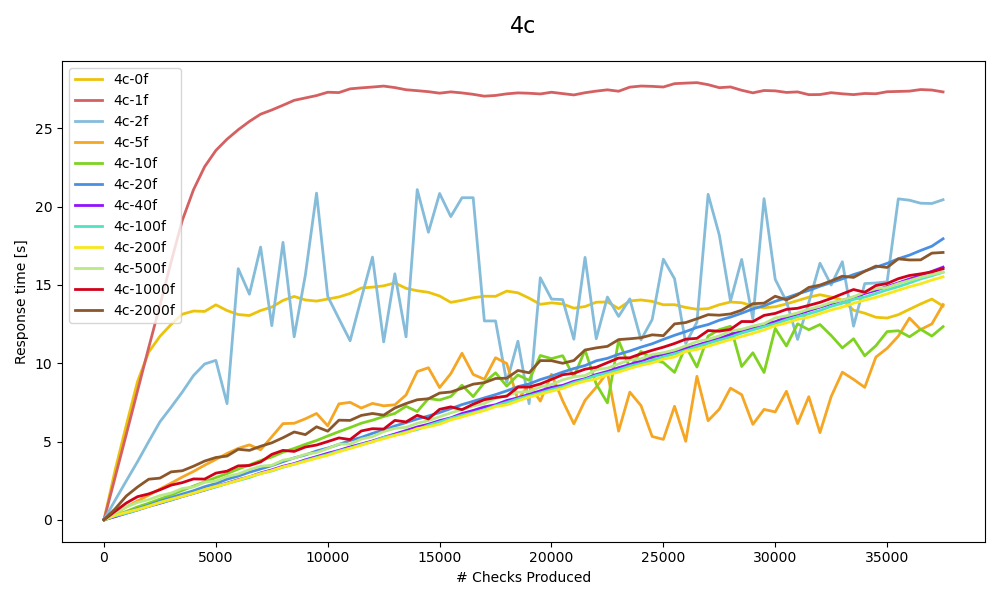 4c
4c-0f
4c-1f
4c-2f
4c-5f
4c-10f
4c-20f
4c-40f
4c-100f
4c-200f
4c-500f
4c-1000f
4c-2000f
Response time [s]
25
20
15
10
5
0
0 5000 10000 15000 20000 25000 30000 35000
# Checks Produced